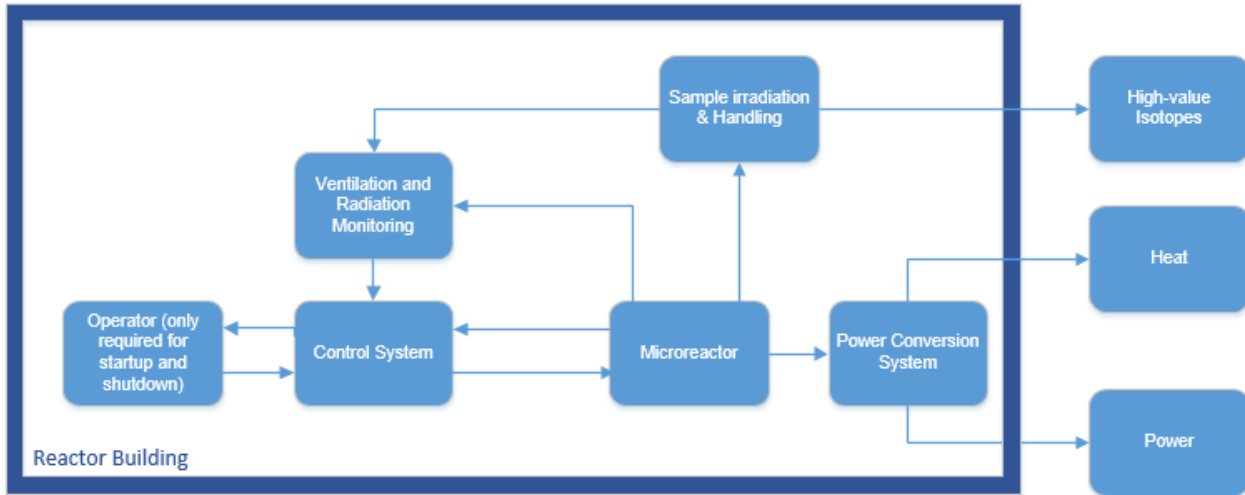 Sample irradiation
& Handling
High-value
Isotopes
Ventilation and
Radiation
Monitoring
Heat
Operator (only
required for
startup and
shutdown)
Control System
Microreactor
Power Conversion
System
Power
Reactor Building